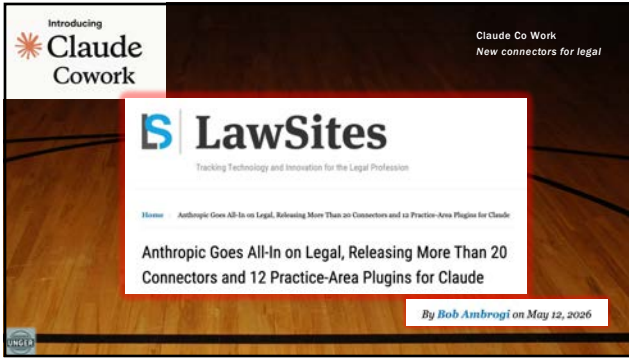 Introducing
Claude
Cowork
Claude Co Work
New connectors for legal
LS LawSites
Tracking Technology and Innovation for the Legal Profession
Home Anthropic Goes All-In on Legal, Releasing More Than 20 Connectors and 12 Practice-Area Plugins for Claude
Anthropic Goes All-In on Legal, Releasing More Than 20
Connectors and 12 Practice-Area Plugins for Claude
By Bob Ambrogi on May 12, 2026
UNGER